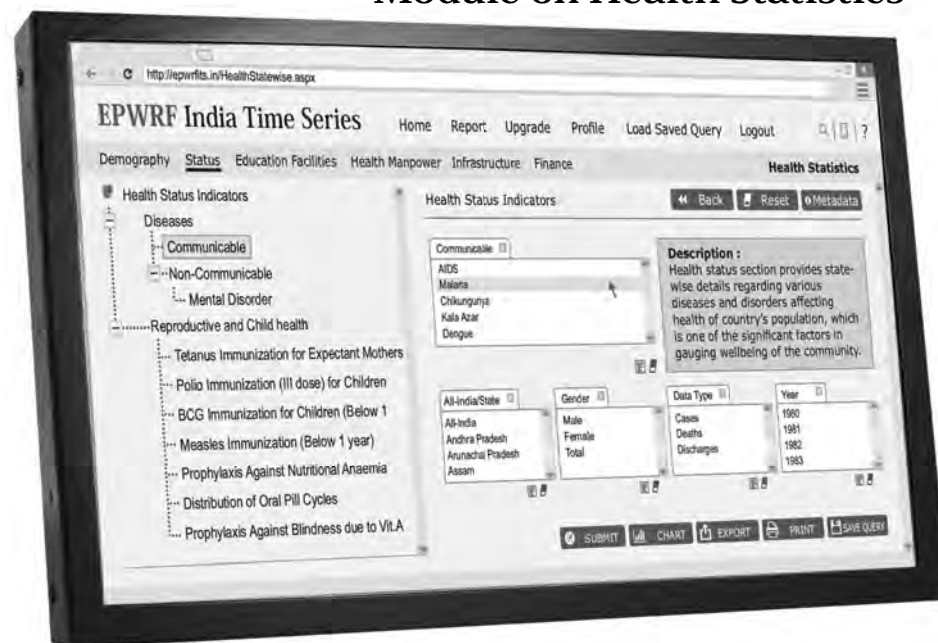 Module on Health Statistics
http://epwrfits.in/HealthStatewise.aspx
EPWRF India Time Series
Home Report Upgrade Profile Load Saved Query Logout ?
Demography Status Education Facilities Health Manpower Infrastructure Finance
Health Statistics
Health Status Indicators
Diseases
Communicable
Non-Communicable
Mental Disorder
Reproductive and Child health
Tetanus Immunization for Expectant Mothers
Polio Immunization (III dose) for Children
BCG Immunization for Children (Below 1
Measles Immunization (Below 1 year)
Prophylaxis Against Nutritional Anaemia
Distribution of Oral Pill Cycles
Prophylaxis Against Blindness due to Vit.A
Health Status Indicators
Back Reset Metadata
Communicable
AIDS
Malaria
Chikungunja
Kala Azar
Dengue
Description :
Health status section provides state-
wise details regarding various
diseases and disorders affecting
health of country's population, which
is one of the significant factors in
gauging wellbeing of the community.
All-India/State
All-India
Andhra Pradesh
Arunachal Pradesh
Assam
Gender
Male
Female
Total
Data Type
Cases
Deaths
Discharges
Year
1980
1981
1982
1983
SUBMIT CHART EXPORT PRINT SAVE QUERY